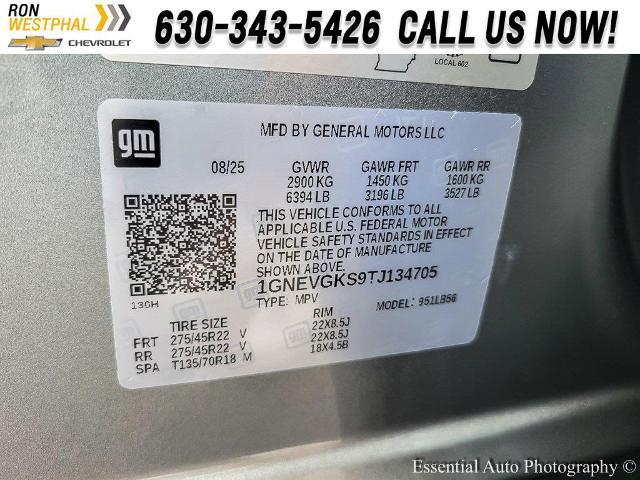 RON
WESTPHAL
CHEVROLET
630-343-5426 CALL US NOW!
LOCAL 602
gm
MFD BY GENERAL MOTORS LLC
08/25 GVWR GAWR FRT GAWR RR
2900 KG 1450 KG 1600 KG
6394 LB 3196 LB 3527 LB
THIS VEHICLE CONFORMS TO ALL
APPLICABLE U.S. FEDERAL MOTOR
VEHICLE SAFETY STANDARDS IN EFFECT
ON THE DATE OF MANUFACTURE
SHOWN ABOVE.
1GNEVGKS9TJ134705
130H TYPE: MPV MODEL: 951LB56
TIRE SIZE RIM
FRT 275/45R22 V 22X8.5J
RR 275/45R22 V 22X8.5J
SPA T135/70R18 M 18X4.5B
Essential Auto Photography (C)